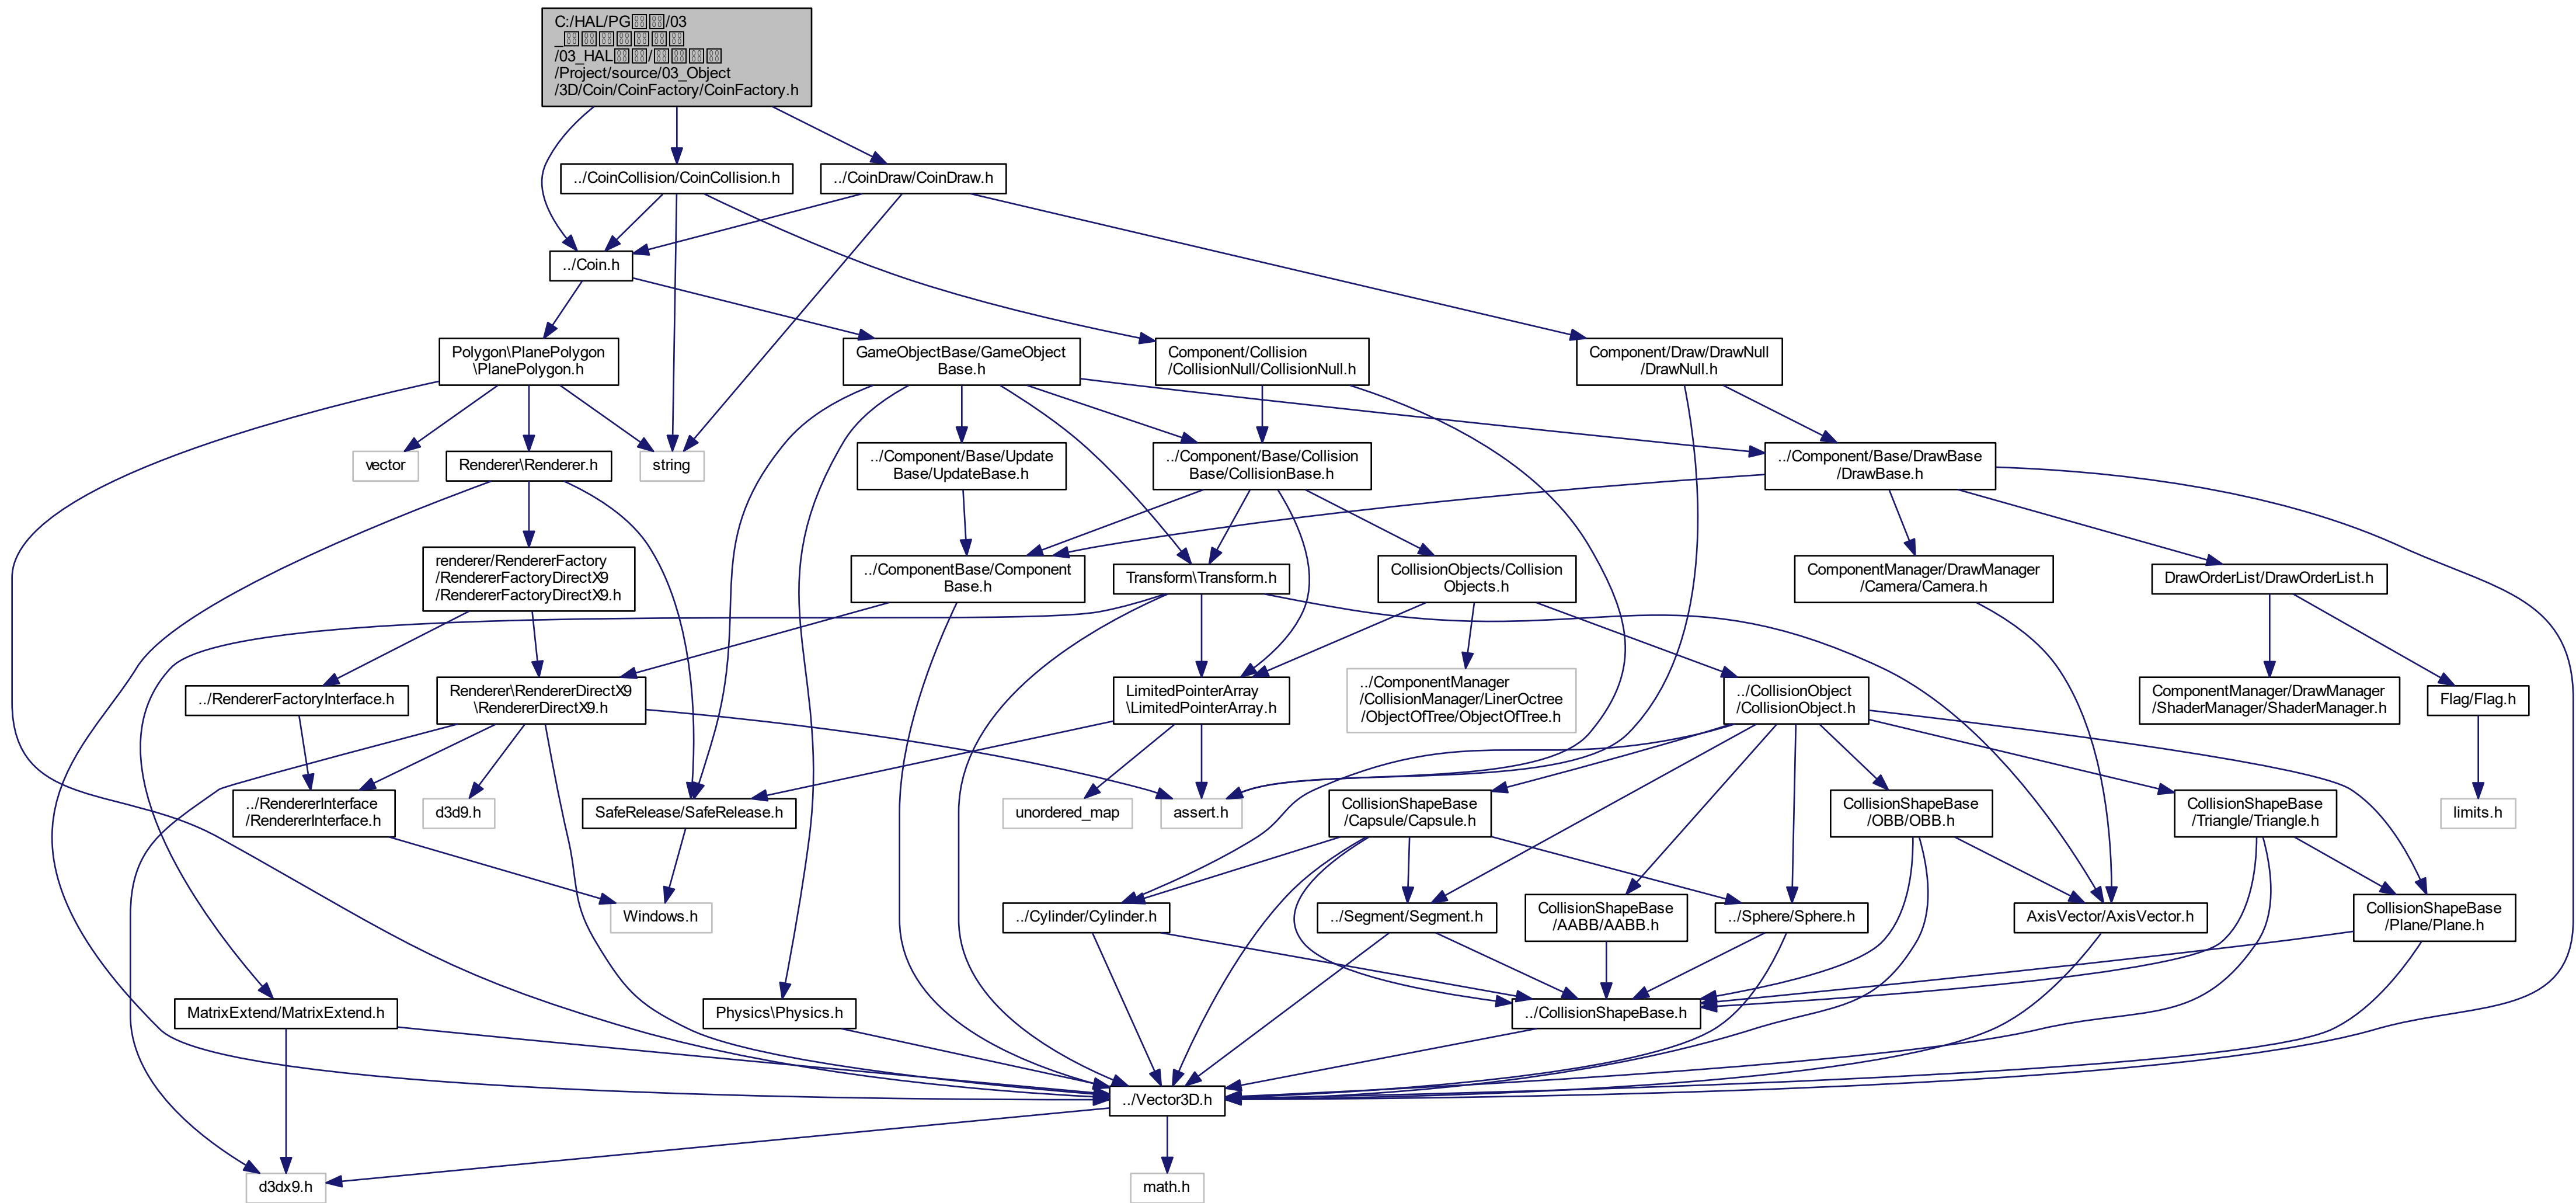 C:/HAL/PG/03
_
/03_HAL/
/Project/source/03_Object
/3D/Coin/CoinFactory/CoinFactory.h
../CoinCollision/CoinCollision.h
../CoinDraw/CoinDraw.h
../Coin.h
Polygon\PlanePolygon
\PlanePolygon.h
GameObjectBase/GameObject
Base.h
Component/Collision
/CollisionNull/CollisionNull.h
Component/Draw/DrawNull
/DrawNull.h
vector
Renderer\Renderer.h
string
../Component/Base/Update
Base/UpdateBase.h
../Component/Base/Collision
Base/CollisionBase.h
../Component/Base/DrawBase
/DrawBase.h
renderer/RendererFactory
/RendererFactoryDirectX9
/RendererFactoryDirectX9.h
../ComponentBase/Component
Base.h
Transform\Transform.h
CollisionObjects/Collision
Objects.h
ComponentManager/DrawManager
/Camera/Camera.h
DrawOrderList/DrawOrderList.h
../RendererFactoryInterface.h
Renderer\RendererDirectX9
\RendererDirectX9.h
LimitedPointerArray
\LimitedPointerArray.h
../ComponentManager
/CollisionManager/LinerOctree
/ObjectOfTree/ObjectOfTree.h
../CollisionObject
/CollisionObject.h
ComponentManager/DrawManager
/ShaderManager/ShaderManager.h
Flag/Flag.h
../RendererInterface
/RendererInterface.h
d3d9.h
SafeRelease/SafeRelease.h
unordered_map
assert.h
CollisionShapeBase
/Capsule/Capsule.h
CollisionShapeBase
/OBB/OBB.h
CollisionShapeBase
/Triangle/Triangle.h
limits.h
Windows.h
../Cylinder/Cylinder.h
../Segment/Segment.h
CollisionShapeBase
/AABB/AABB.h
../Sphere/Sphere.h
AxisVector/AxisVector.h
CollisionShapeBase
/Plane/Plane.h
MatrixExtend/MatrixExtend.h
Physics\Physics.h
../CollisionShapeBase.h
../Vector3D.h
d3dx9.h
math.h